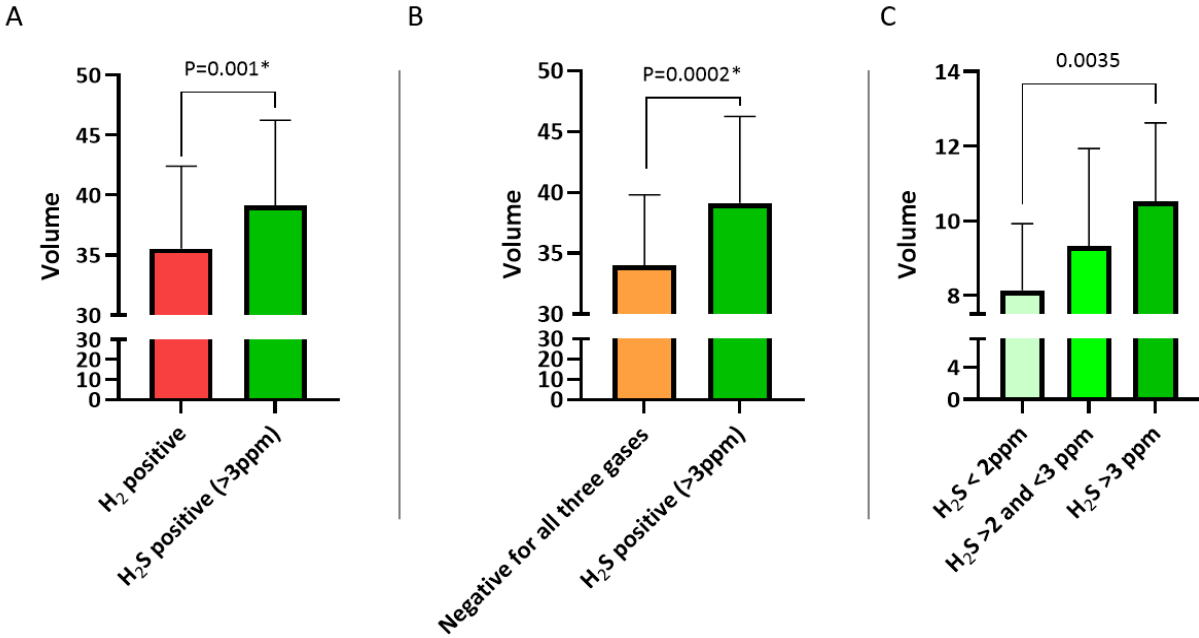 A
P=0.001*
Volume
50
45
40
35
30
30
20
10
0
H₂ positive
H₂S positive (>3ppm)
B
P=0.0002*
Volume
50
45
40
35
30
30
20
10
0
Negative for all three gases
H₂S positive (>3ppm)
C
0.0035
Volume
14
12
10
8
4
0
H₂S < 2ppm
H₂S >2 and <3 ppm
H₂S >3 ppm